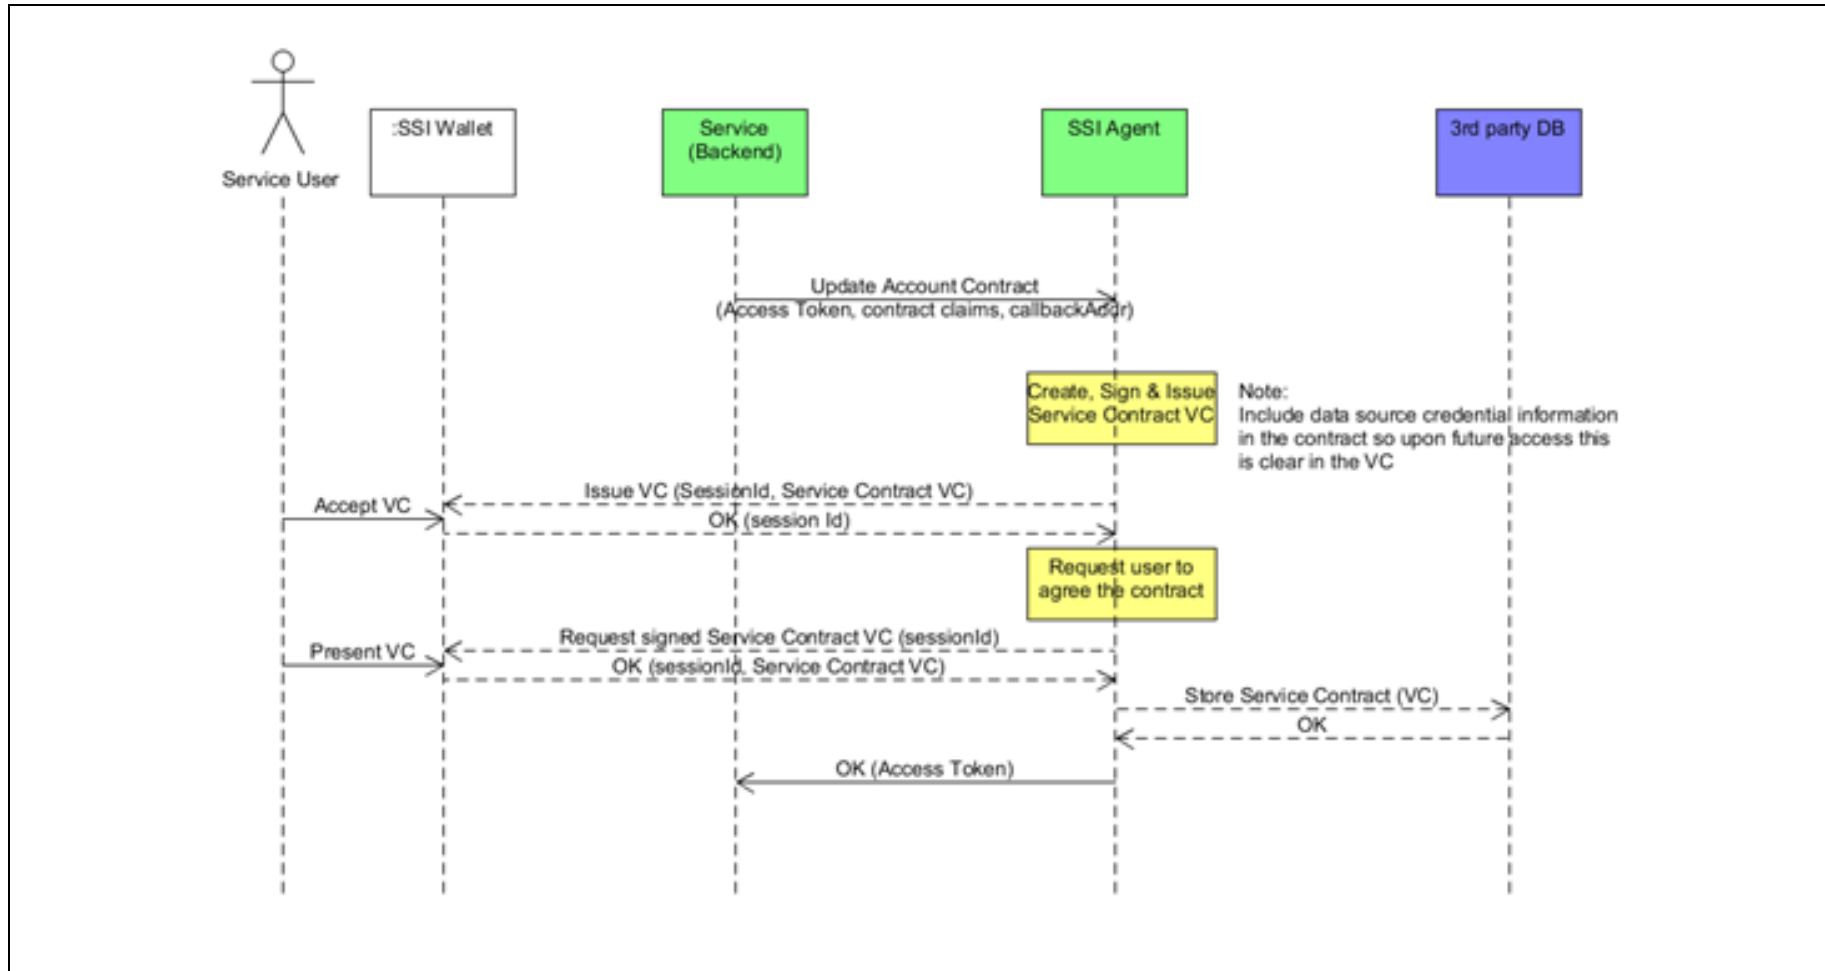 Service User
:SSI Wallet
Service
(Backend)
SSI Agent
3rd party DB
Update Account Contract
(Access Token, contract claims, callbackAddr)
Create, Sign & Issue
Service Contract VC
Note:
Include data source credential information
in the contract so upon future access this
is clear in the VC
Issue VC (SessionId, Service Contract VC)
Accept VC
OK (session Id)
Request user to
agree the contract
Request signed Service Contract VC (sessionId)
Present VC
OK (sessionId, Service Contract VC)
Store Service Contract (VC)
OK
OK (Access Token)